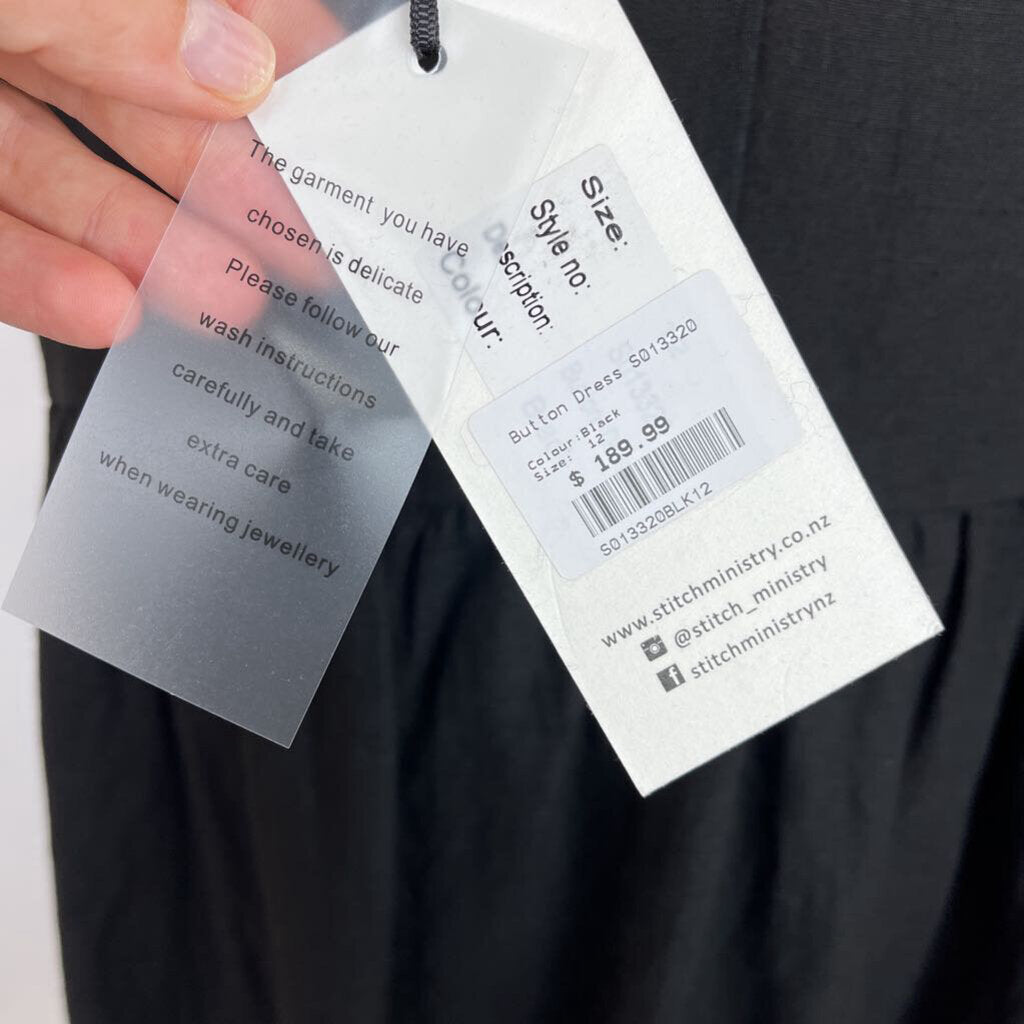 The garment you have
chosen is delicate
Please follow our
wash instructions
carefully and take
extra care
when wearing jewellery
Size:
Style no:
Description:
Colour:
Button Dress S013320
Colour:Black
Size: 12
$ 189.99
S013320BLK12
www.stitchministry.co.nz
@stitch_ministry
stitchministrynz